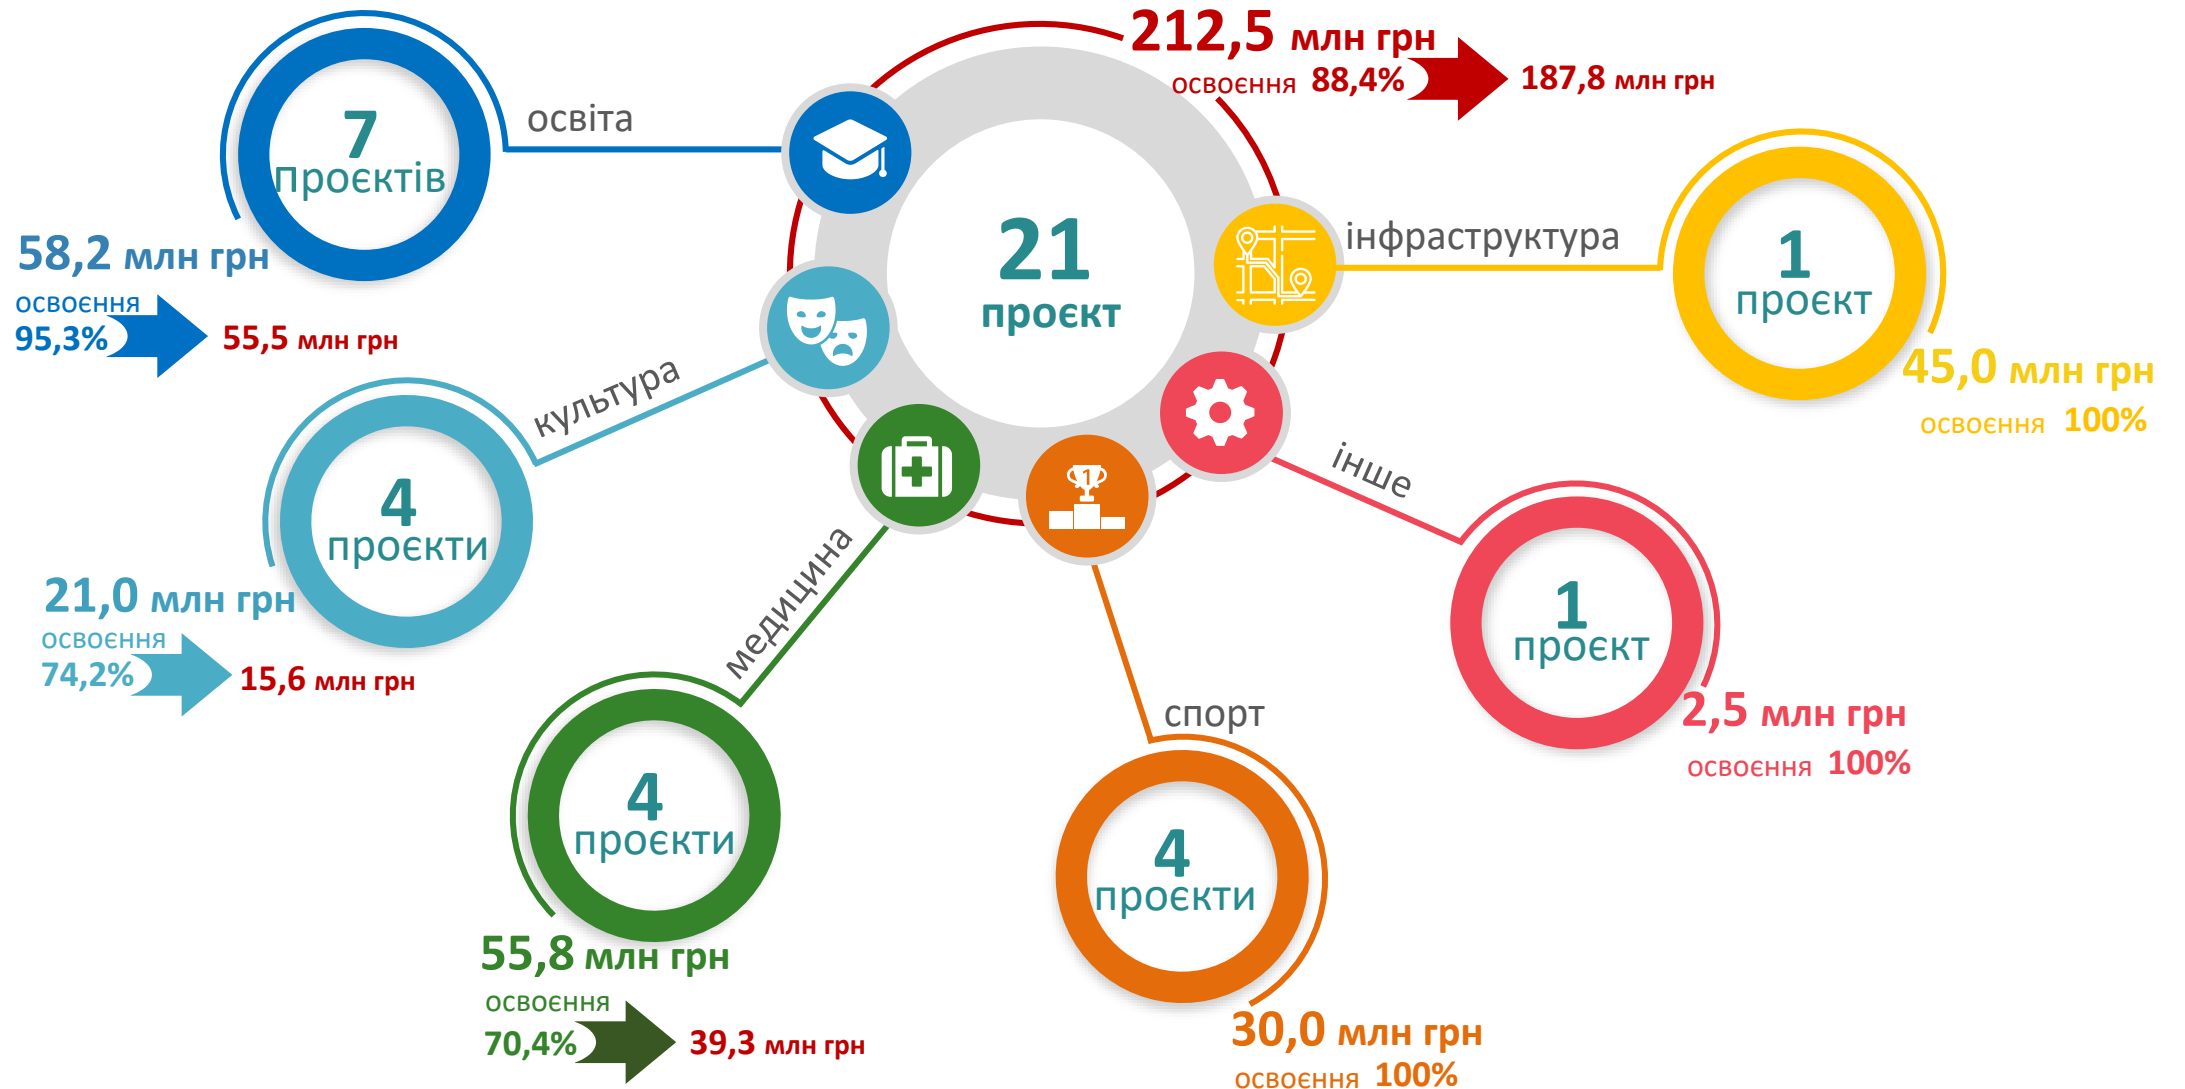 212,5 млн грн
освоєння 88,4%
187,8 млн грн
21
проєкт
освіта
7
проєктів
58,2 млн грн
освоєння
95,3%
55,5 млн грн
культура
4
проєкти
21,0 млн грн
освоєння
74,2%
15,6 млн грн
медицина
4
проєкти
55,8 млн грн
освоєння
70,4%
39,3 млн грн
1
спорт
4
проєкти
30,0 млн грн
освоєння 100%
інше
1
проєкт
2,5 млн грн
освоєння 100%
інфраструктура
1
проєкт
45,0 млн грн
освоєння 100%